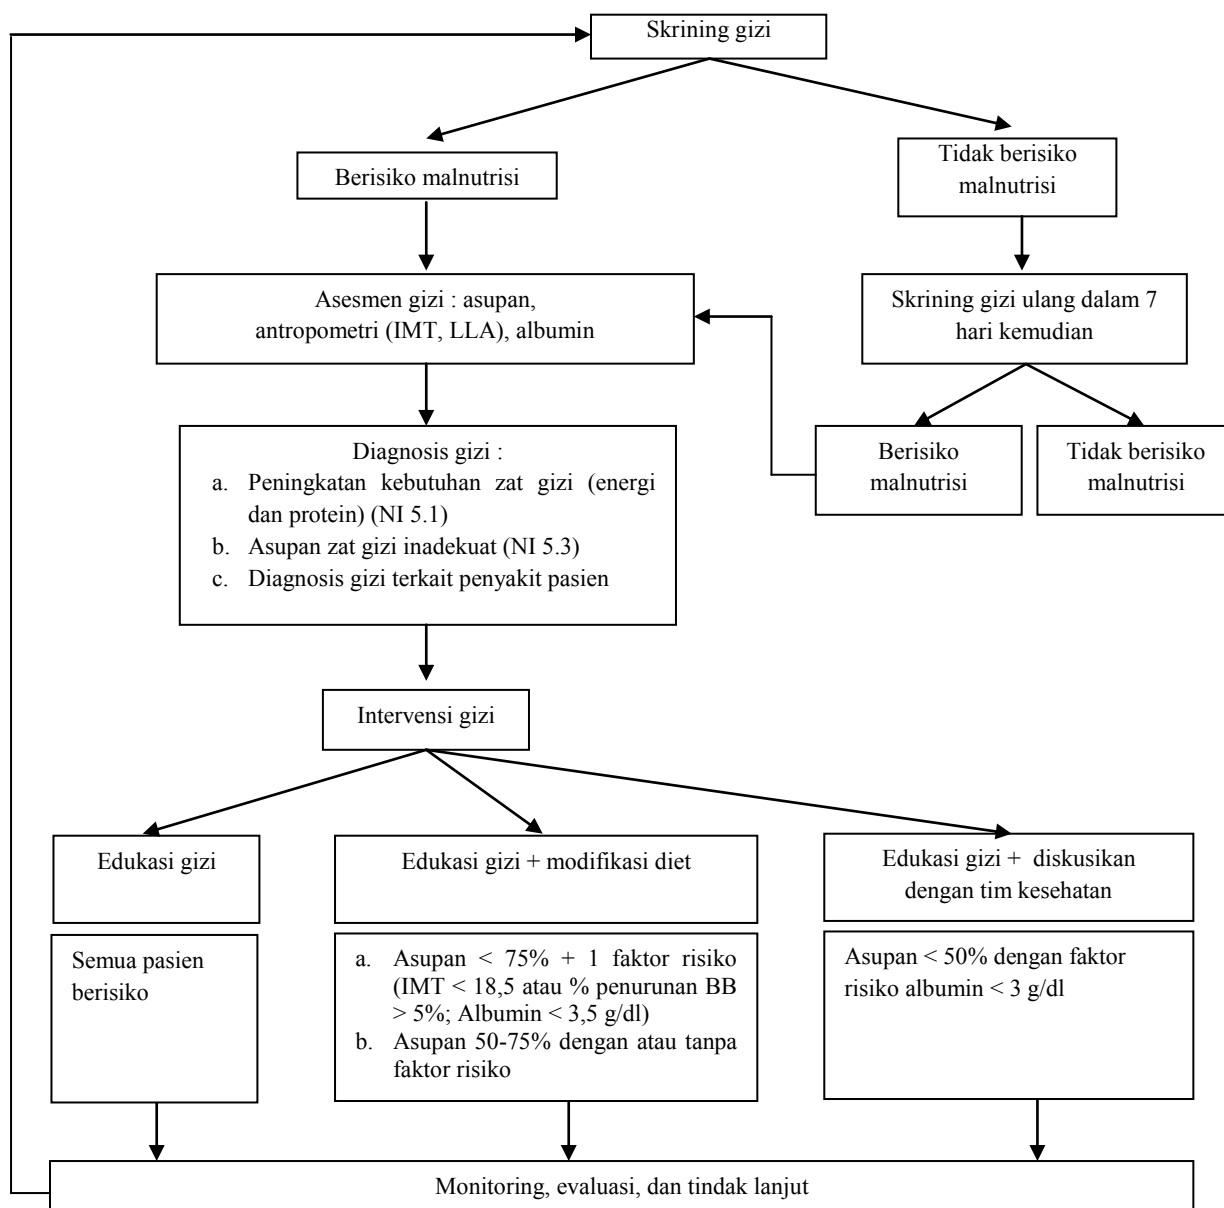 Skrining gizi
Berisiko malnutrisi
Tidak berisiko
malnutrisi
Asesmen gizi : asupan,
antropometri (IMT, LLA), albumin
Skrining gizi ulang dalam 7
hari kemudian
Diagnosis gizi :
a. Peningkatan kebutuhan zat gizi (energi
dan protein) (NI 5.1)
b. Asupan zat gizi inadekuat (NI 5.3)
c. Diagnosis gizi terkait penyakit pasien
Berisiko
malnutrisi
Tidak berisiko
malnutrisi
Intervensi gizi
Edukasi gizi
Edukasi gizi + modifikasi diet
Edukasi gizi + diskusikan
dengan tim kesehatan
Semua pasien
berisiko
a. Asupan < 75% + 1 faktor risiko
(IMT < 18,5 atau % penurunan BB
> 5%; Albumin < 3,5 g/dl)
b. Asupan 50-75% dengan atau tanpa
faktor risiko
Asupan < 50% dengan faktor
risiko albumin < 3 g/dl
Monitoring, evaluasi, dan tindak lanjut